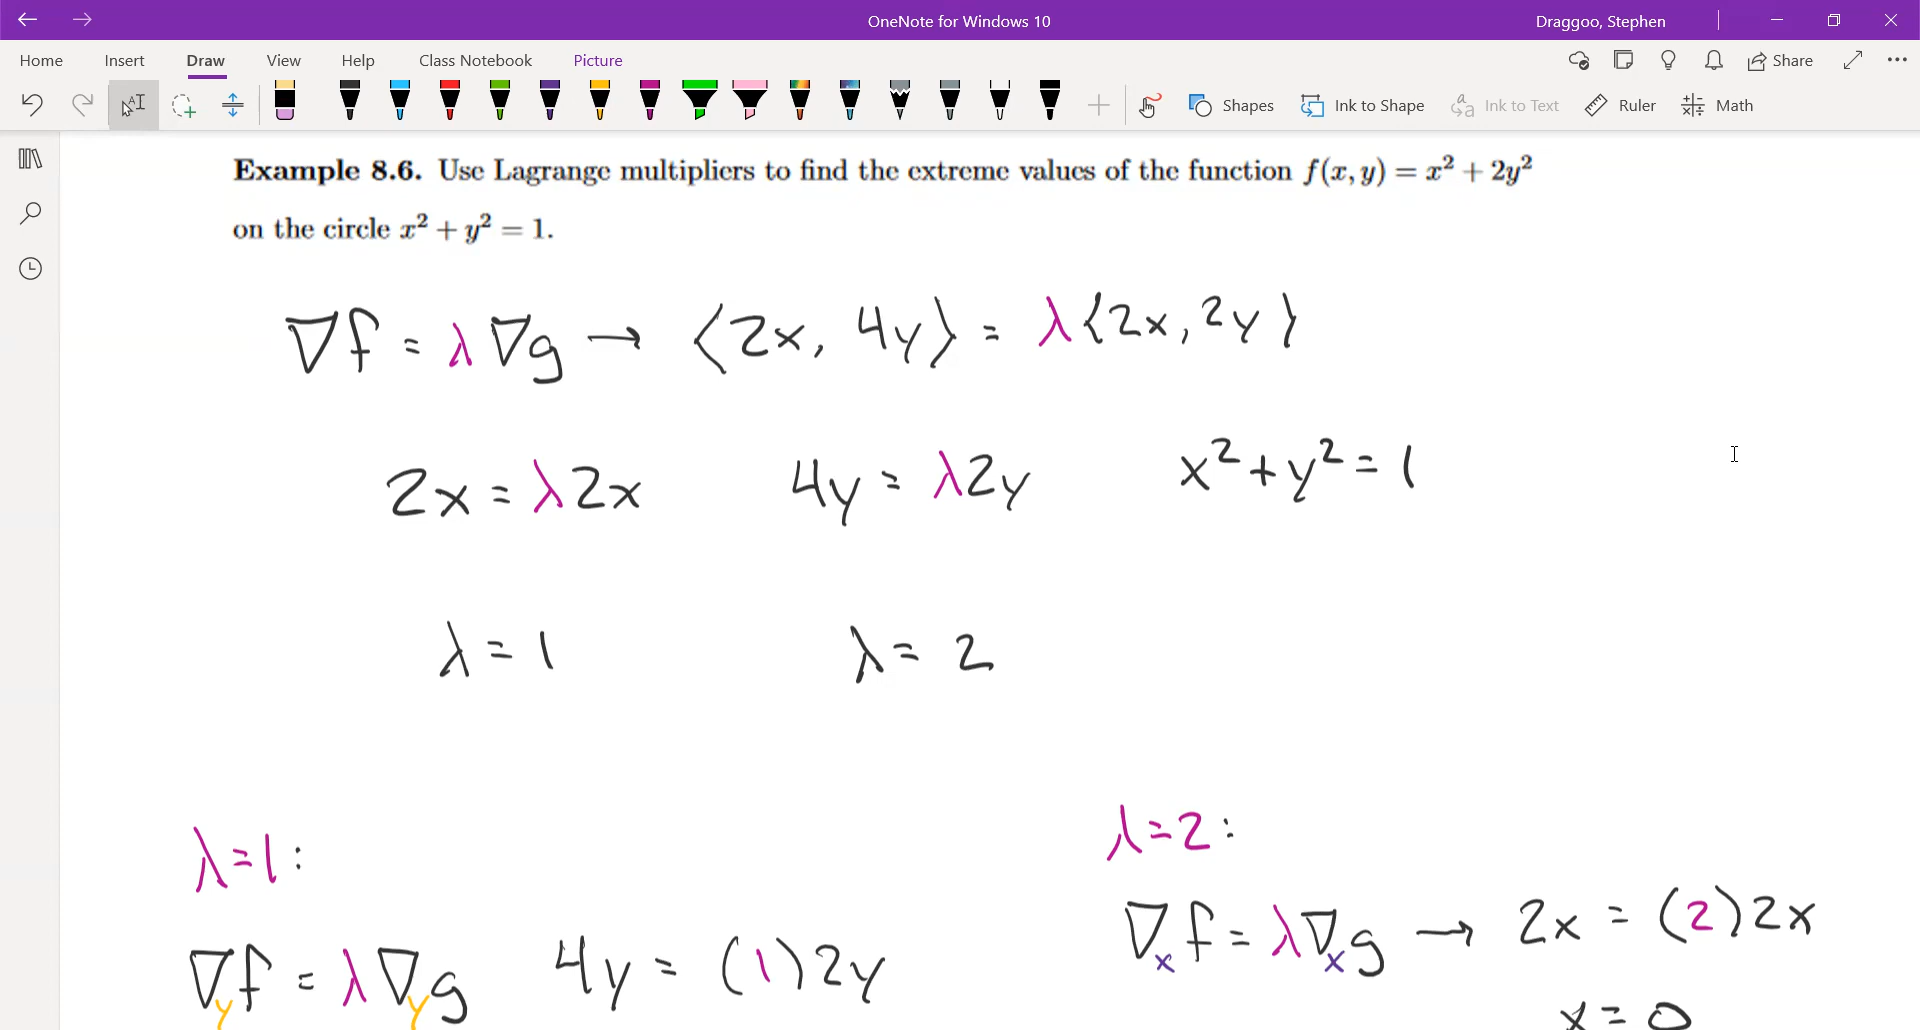 OneNote for Windows 10
Draggoo, Stephen
Home Insert Draw View Help Class Notebook Picture
Share
Shapes Ink to Shape Ink to Text Ruler Math
Example 8.6. Use Lagrange multipliers to find the extreme values of the function f(x, y) = x² + 2y²
on the circle x² + y² = 1.
∇f = λ∇g → ⟨2x, 4y⟩ = λ⟨2x, 2y⟩
2x = λ2x 4y = λ2y x² + y² = 1
λ = 1 λ = 2
λ=1:
∇yf = λ∇yg 4y = (1)2y
λ=2:
∇xf = λ∇xg → 2x = (2)2x
x = 0